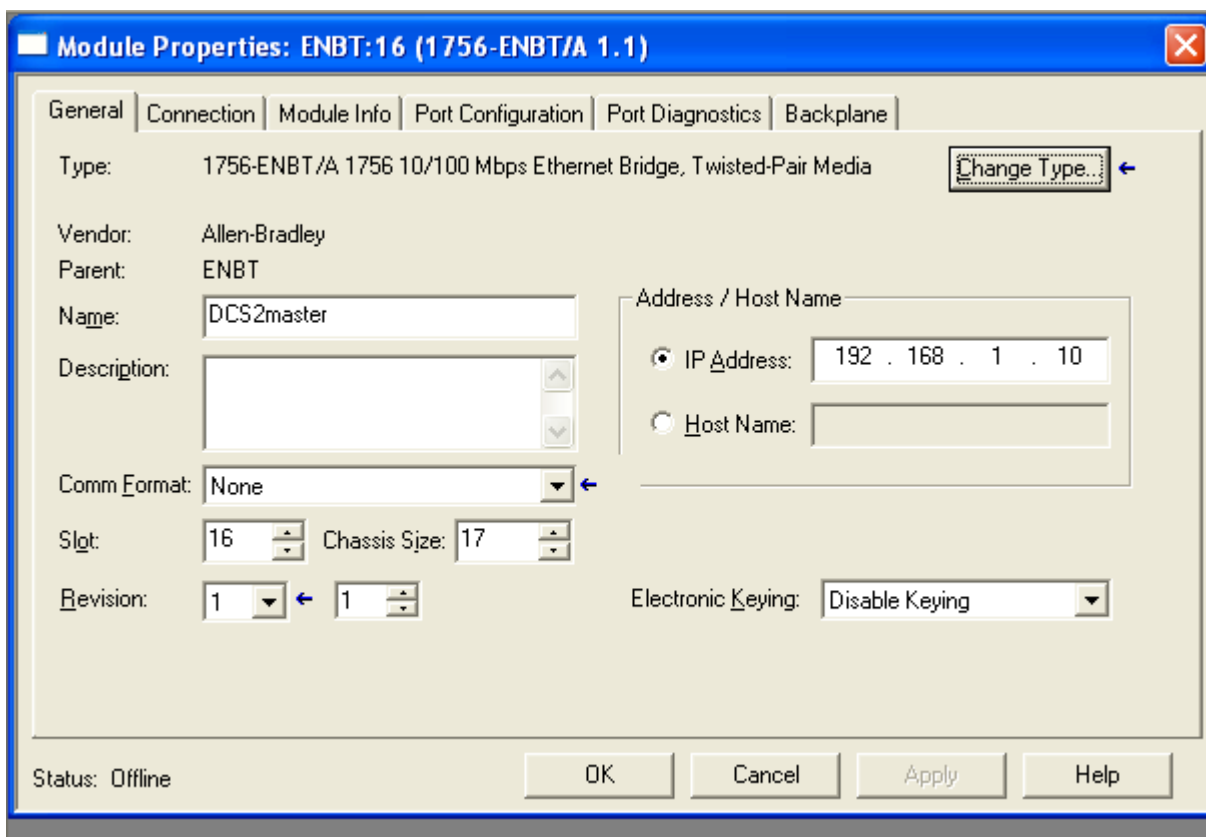 Module Properties: ENBT:16 (1756-ENBT/A 1.1)
General Connection Module Info Port Configuration Port Diagnostics Backplane
Type: 1756-ENBT/A 1756 10/100 Mbps Ethernet Bridge, Twisted-Pair Media Change Type...
Vendor: Allen-Bradley
Parent: ENBT
Name: DCS2master
Address / Host Name
Description:
IP Address: 192 . 168 . 1 . 10
Host Name:
Comm Format: None
Slot: 16 Chassis Size: 17
Revision: 1 1 Electronic Keying: Disable Keying
Status: Offline OK Cancel Apply Help